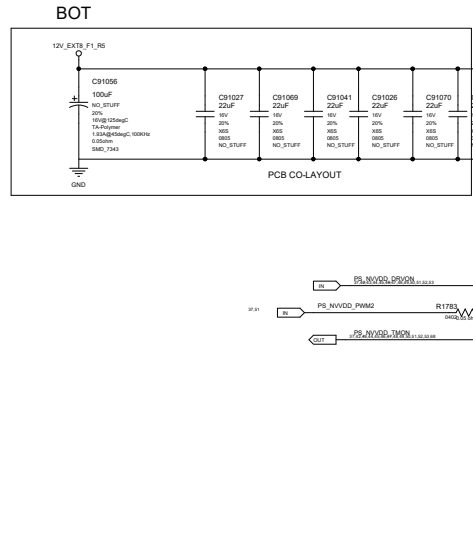 BOT
12V_EXT8_F1_R5
C91056
100uF
NO_STUFF
20%
16V@125degC
TA-Polymer
1.93A@45degC,100KHz
0.05ohm
SMD_7343
GND
C91027
22uF
16V
20%
X6S
0805
NO_STUFF
C91069
22uF
16V
20%
X6S
0805
NO_STUFF
C91041
22uF
16V
20%
X6S
0805
NO_STUFF
C91026
22uF
16V
20%
X6S
0805
NO_STUFF
C91070
22uF
16V
20%
X6S
0805
NO_STUFF
PCB CO-LAYOUT
IN
PS_NVVDD_DRVON
37,51
IN
PS_NVVDD_PWM2
R1783
0402
OUT
PS_NVVDD_TMON